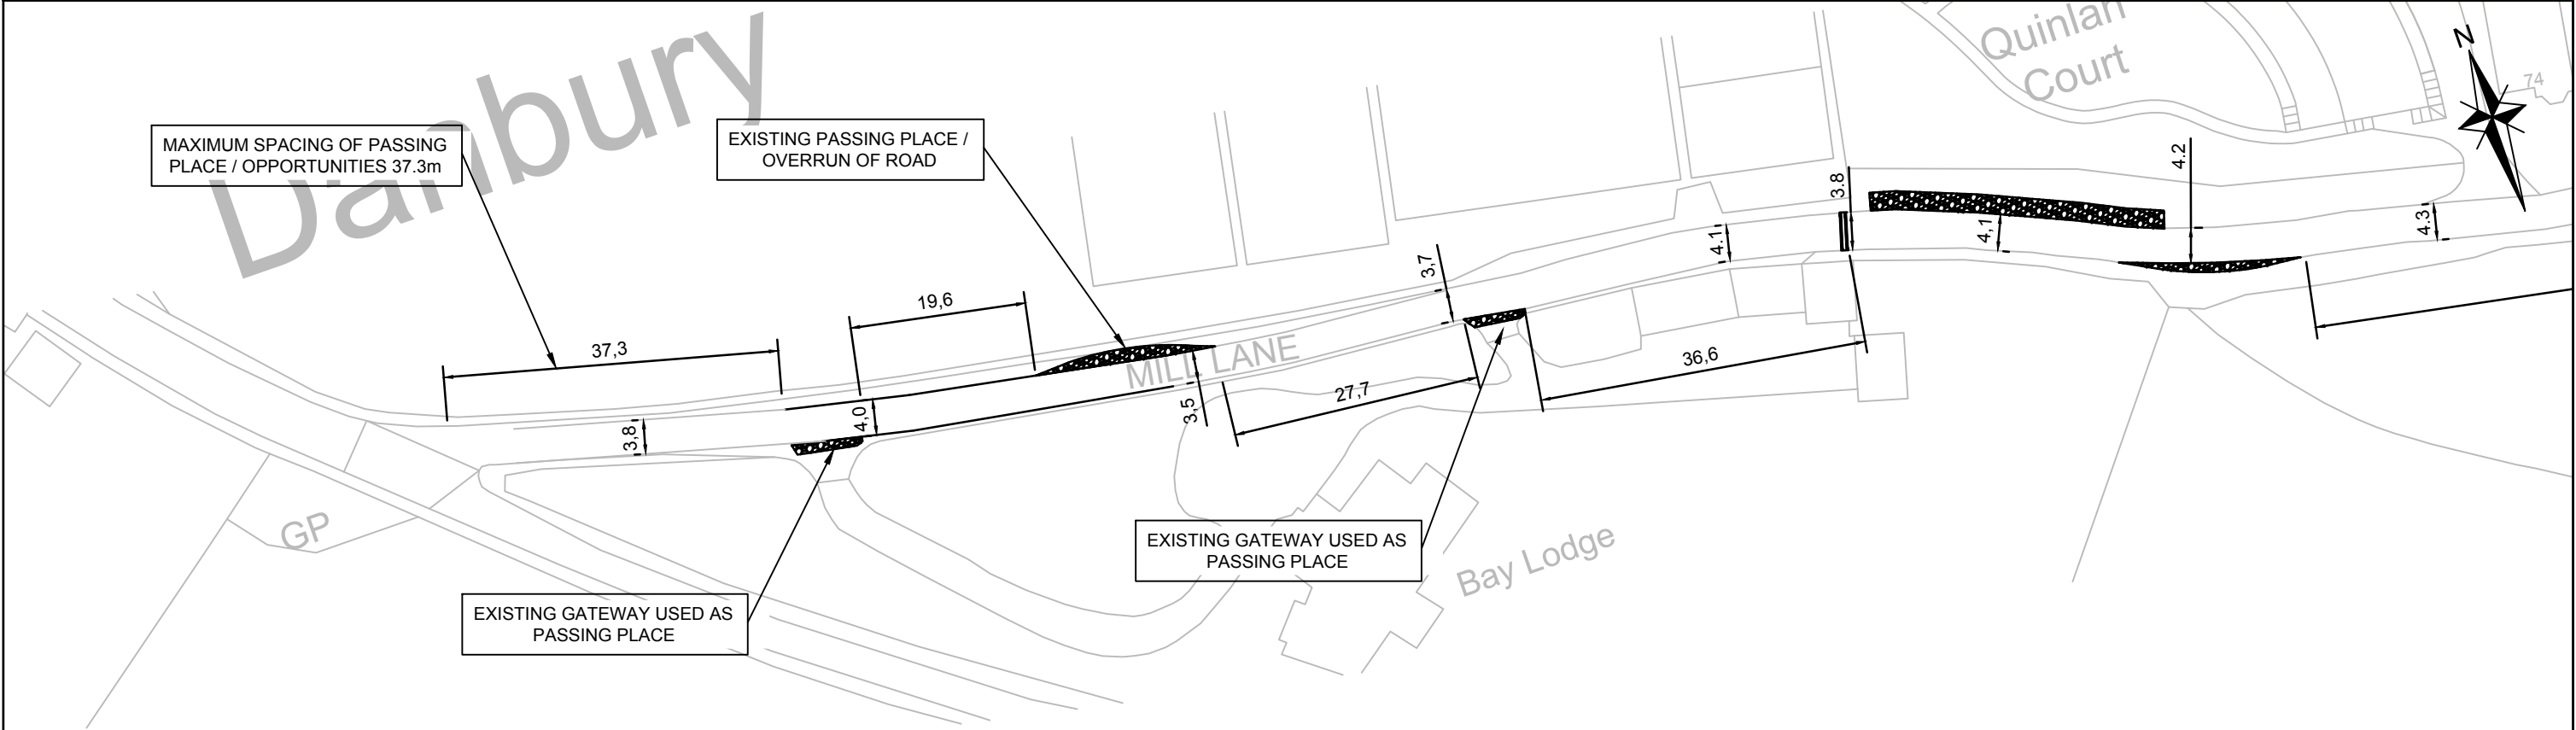 Danbury
Quinlan
Court
N
74
MAXIMUM SPACING OF PASSING
PLACE / OPPORTUNITIES 37.3m
EXISTING PASSING PLACE /
OVERRUN OF ROAD
4.2
3.8
4,1
4.3
4.1
3,7
19,6
37,3
MILL LANE
36,6
27,7
3,5
4,0
3,8
GP
EXISTING GATEWAY USED AS
PASSING PLACE
Bay Lodge
EXISTING GATEWAY USED AS
PASSING PLACE